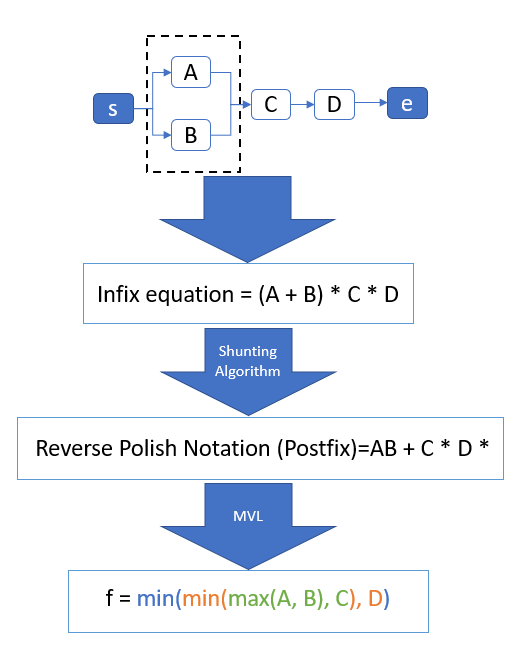 A
s
C
D
e
B
Infix equation = (A + B) * C * D
Shunting
Algorithm
Reverse Polish Notation (Postfix)=AB + C * D *
MVL
f = min(min(max(A, B), C), D)